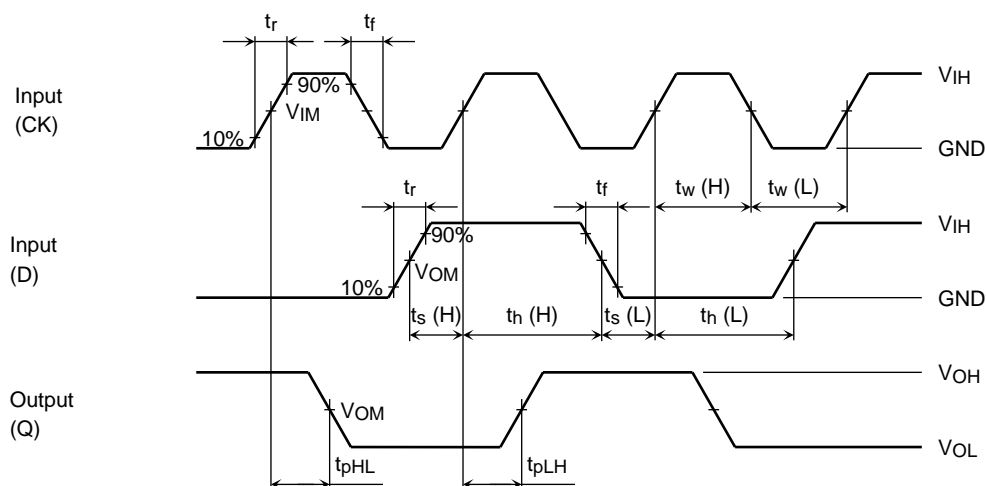 tr
tf
Input
(CK)
90%
VIM
10%
VIH
GND
tw (H)
tw (L)
tr
tf
Input
(D)
90%
VOM
10%
VIH
GND
ts (H)
th (H)
ts (L)
th (L)
Output
(Q)
VOM
VOH
VOL
tpHL
tpLH